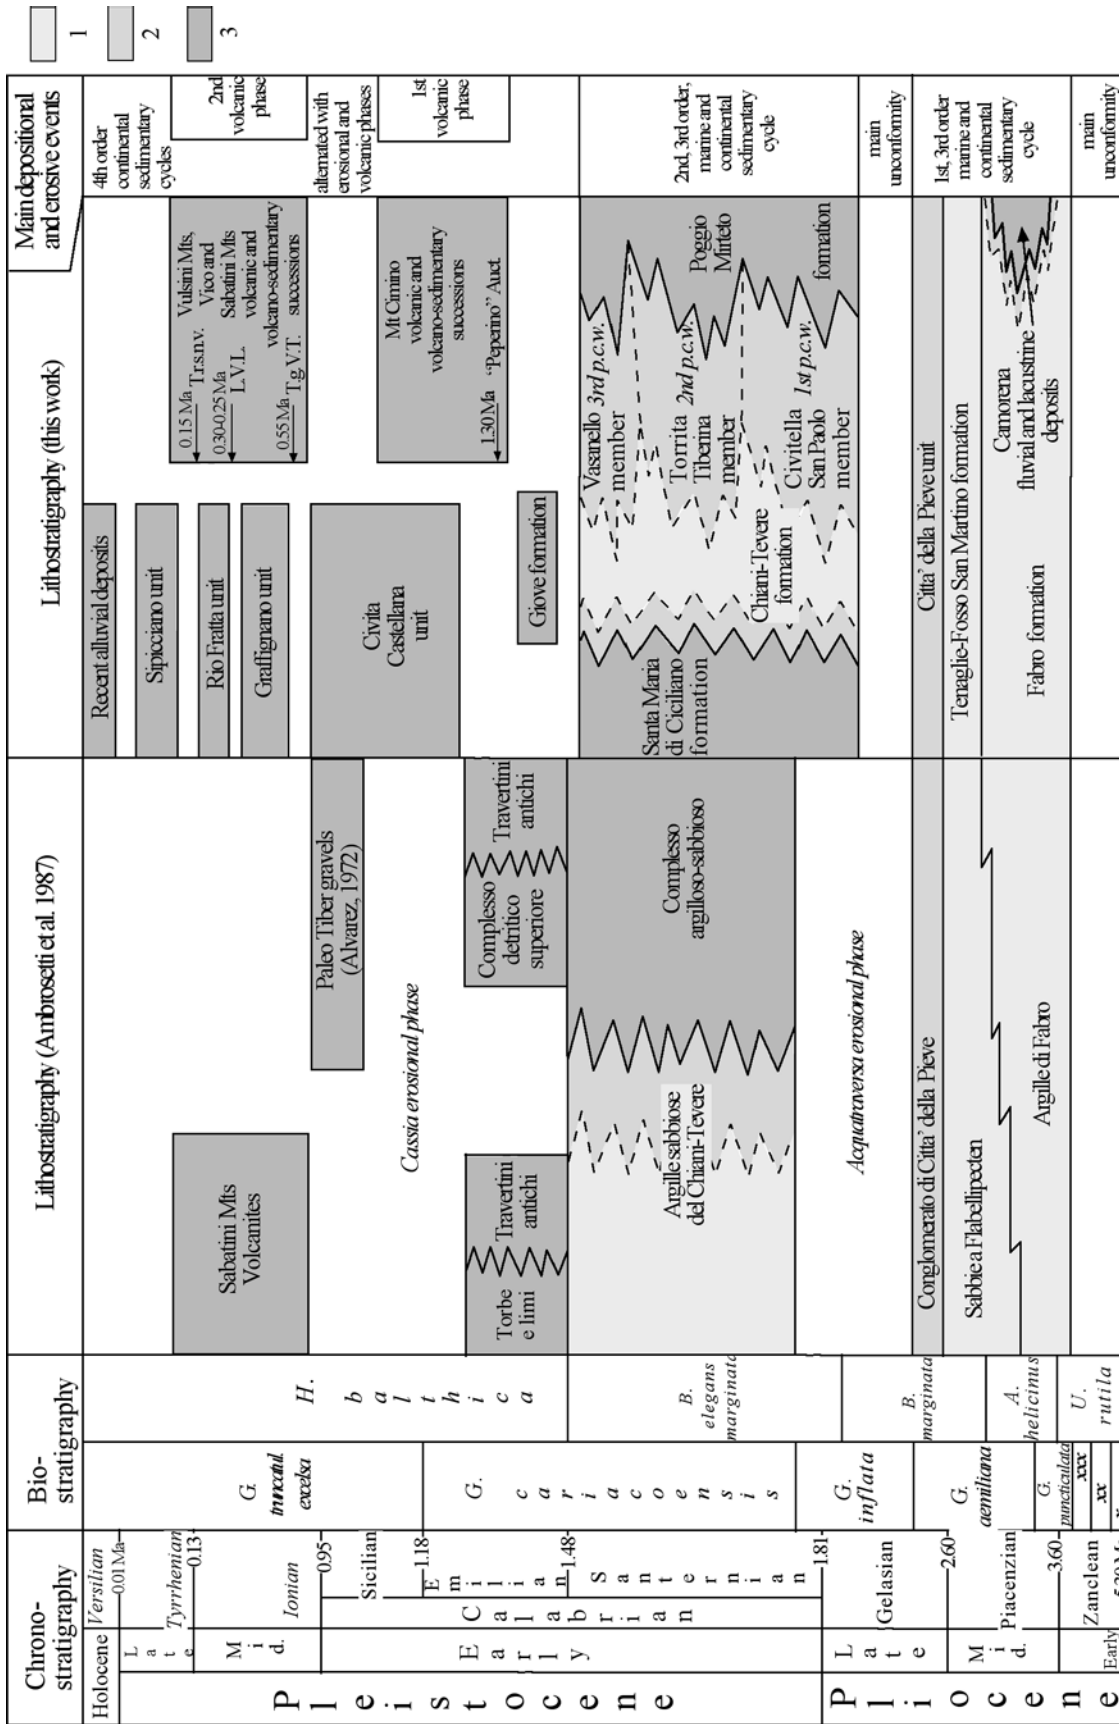 1
2
3
Chrono-
stratigraphy
Bio-
stratigraphy
Lithostratigraphy (Ambrosetti et al. 1987)
Lithostratigraphy (this work)
Main depositional
and erosive events
Holocene
Versilian
0.01 Ma
Pleistocene
Late
Tyrrhenian
0.13
Mid.
Ionian
0.95
Early
Calabrian
Sicilian
1.18
Emilian
1.48
Santernian
1.81
Pliocene
Late
Gelasian
2.60
Mid.
Piacenzian
3.60
Early
Zanclean
G.
truncatul.
excelsa
G.
cariacoensis
G.
inflata
G.
aemiliana
G.
puncticulata
xxx
xx
H.
balthica
B.
elegans
marginata
B.
marginata
A.
helicinus
U.
rutila
Sabatini Mts
Volcanites
Paleo Tiber gravels
(Alvarez, 1972)
Cassia erosional phase
Torbe
e limi
Travertini
antichi
Complesso
detritico
superiore
Travertini
antichi
Argille sabbiose
del Chiani-Tevere
Complesso
argilloso-sabbioso
Acquatraversa erosional phase
Conglomerato di Citta' della Pieve
Sabbie a Flabellipecten
Argille di Fabro
Recent alluvial deposits
Sipicciano unit
Rio Fratta unit
Graffignano unit
Civita
Castellana
unit
Giove formation
0.15 Ma
T.r.s.n.v.
0.30-0.25 Ma
L.V.L.
0.55 Ma
T.g.V.T.
Vulsini Mts,
Vico and
Sabatini Mts
volcanic and
volcano-sedimentary
successions
Mt Cimino
volcanic and
volcano-sedimentary
successions
1.30 Ma
"Peperino" Auct.
Santa Maria
di Ciciliano
formation
Chiani-Tevere
formation
Vasanello
member
3rd p.c.w.
Torrita
Tiberina
member
2nd p.c.w.
Civitella
San Paolo
member
1st p.c.w.
Poggio
Mirteto
formation
Citta' della Pieve unit
Tenaglie-Fosso San Martino formation
Fabro formation
Camorena
fluvial and lacustrine
deposits
4th order
continental
sedimentary
cycles
2nd
volcanic
phase
alternated with
erosional and
volcanic phases
1st
volcanic
phase
2nd, 3rd order,
marine and
continental
sedimentary
cycle
main
unconformity
1st, 3rd order
marine and
continental
sedimentary
cycle
main
unconformity